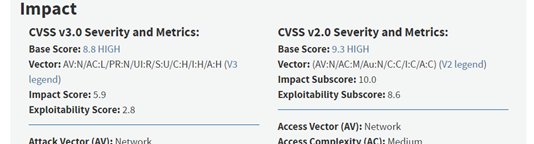 Impact
CVSS v3.0 Severity and Metrics:
Base Score: 8.8 HIGH
Vector: AV:N/AC:L/PR:N/UI:R/S:U/C:H/I:H/A:H (V3
legend)
Impact Score: 5.9
Exploitability Score: 2.8
Attack Vector (AV): Network
CVSS v2.0 Severity and Metrics:
Base Score: 9.3 HIGH
Vector: (AV:N/AC:M/Au:N/C:C/I:C/A:C) (V2 legend)
Impact Subscore: 10.0
Exploitability Subscore: 8.6
Access Vector (AV): Network
Access Complexity (AC): Medium